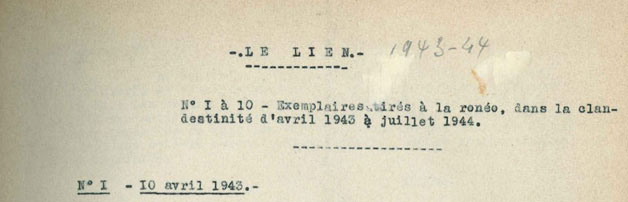 -.LE LIEN.- 1943-44
N° I à 10 - Exemplaires tirés à la ronéo, dans la clan-
destinité d'avril 1943 à juillet 1944.
N° I - 10 avril 1943.-